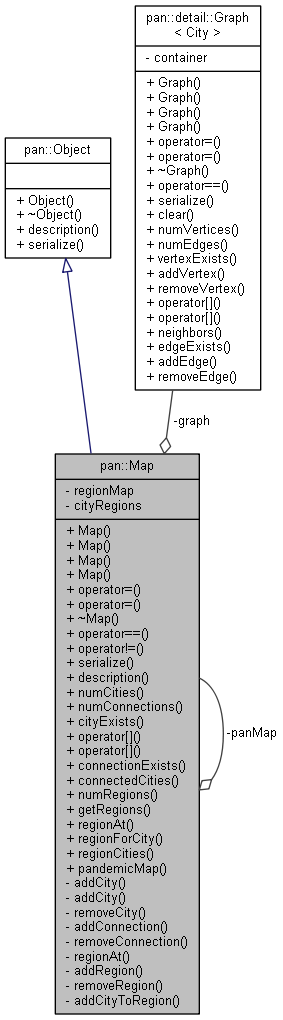 pan::detail::Graph
< City >
- container
+ Graph()
+ Graph()
+ Graph()
+ Graph()
+ operator=()
+ operator=()
+ ~Graph()
+ operator==()
+ serialize()
+ clear()
+ numVertices()
+ numEdges()
+ vertexExists()
+ addVertex()
+ removeVertex()
+ operator[]()
+ operator[]()
+ neighbors()
+ edgeExists()
+ addEdge()
+ removeEdge()
pan::Object
+ Object()
+ ~Object()
+ description()
+ serialize()
-graph
pan::Map
- regionMap
- cityRegions
+ Map()
+ Map()
+ Map()
+ Map()
+ operator=()
+ operator=()
+ ~Map()
+ operator==()
+ operator!=()
+ serialize()
+ description()
+ numCities()
+ numConnections()
+ cityExists()
+ operator[]()
+ operator[]()
+ connectionExists()
+ connectedCities()
+ numRegions()
+ getRegions()
+ regionAt()
+ regionForCity()
+ regionCities()
+ pandemicMap()
- addCity()
- addCity()
- removeCity()
- addConnection()
- removeConnection()
- regionAt()
- addRegion()
- removeRegion()
- addCityToRegion()
-panMap